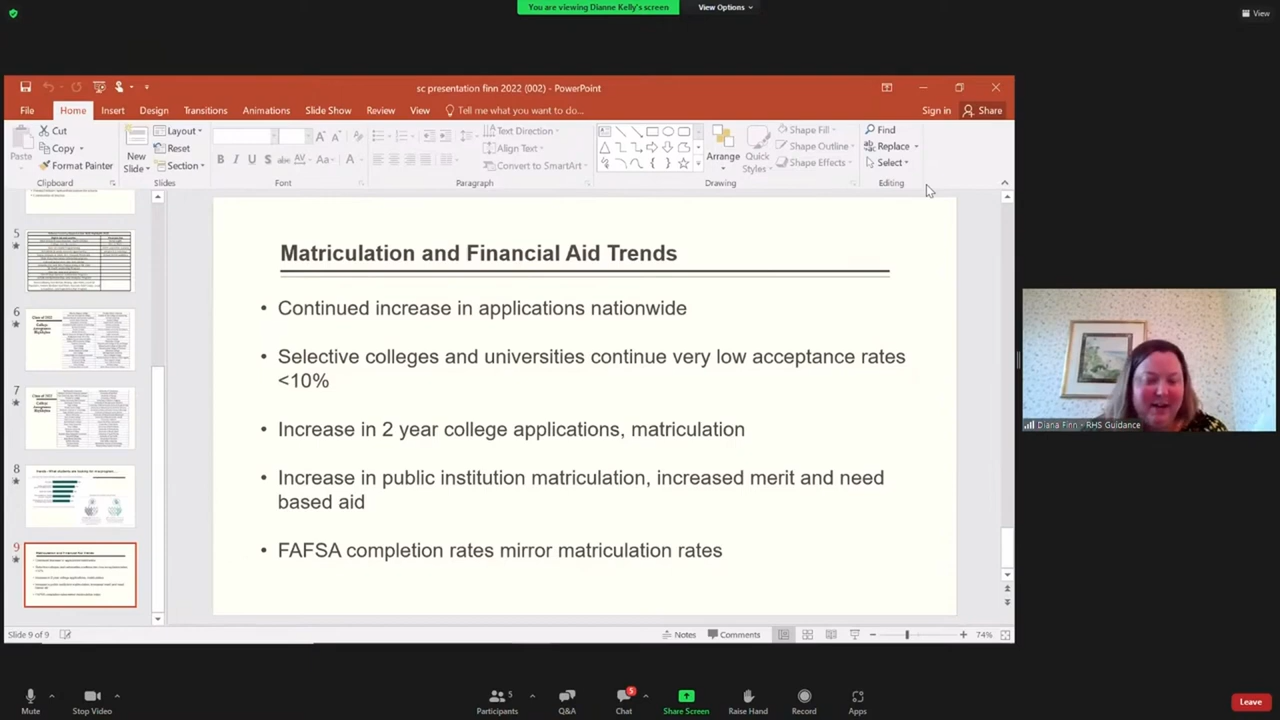 You are viewing Dianne Kelly's screen
View Options
View
sc presentation finn 2022 (002) - PowerPoint
File
Home
Insert
Design
Transitions
Animations
Slide Show
Review
View
Tell me what you want to do...
Sign in
Share
Paste
Cut
Copy
Format Painter
Clipboard
New
Slide
Layout
Reset
Section
Slides
Font
Text Direction
Align Text
Convert to SmartArt
Paragraph
Arrange
Quick
Styles
Shape Fill
Shape Outline
Shape Effects
Drawing
Find
Replace
Select
Editing
5
6
7
8
9
Matriculation and Financial Aid Trends
• Continued increase in applications nationwide
• Selective colleges and universities continue very low acceptance rates
<10%
• Increase in 2 year college applications, matriculation
• Increase in public institution matriculation, increased merit and need
based aid
• FAFSA completion rates mirror matriculation rates
Diana Finn - RHS Guidance
Slide 9 of 9
Notes
Comments
74%
Mute
Stop Video
5
Participants
Q&A
5
Chat
Share Screen
Raise Hand
Record
Apps
Leave